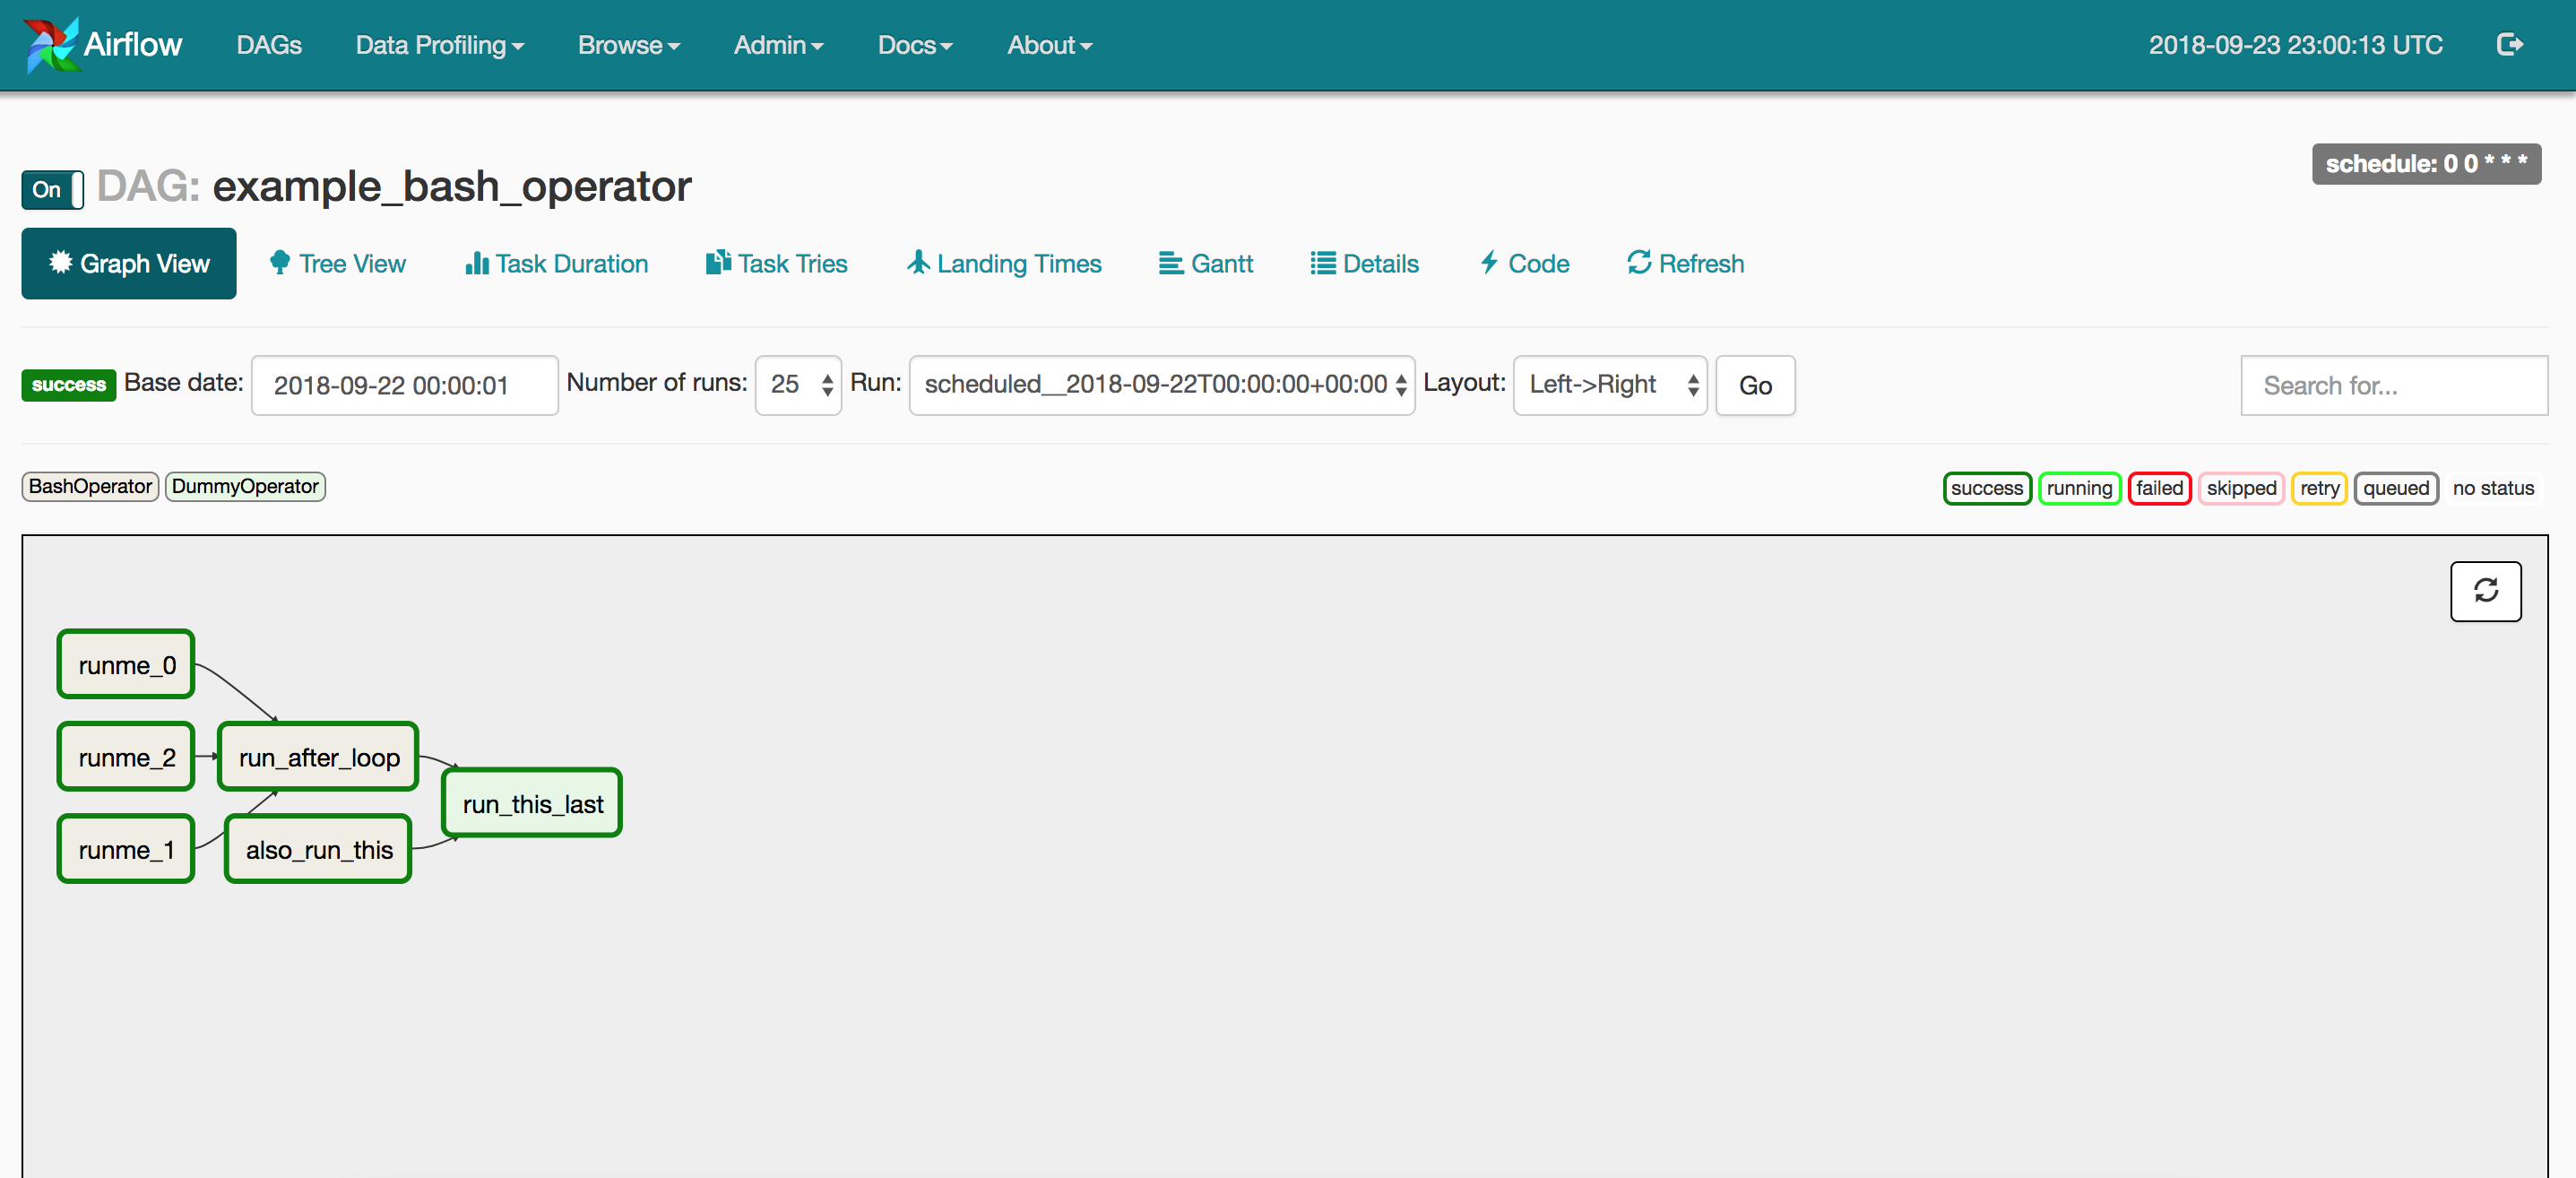 Airflow DAGs Data Profiling Browse Admin Docs About 2018-09-23 23:00:13 UTC
schedule: 0 0 * * *
On DAG: example_bash_operator
Graph View Tree View Task Duration Task Tries Landing Times Gantt Details Code Refresh
success Base date: 2018-09-22 00:00:01 Number of runs: 25 Run: scheduled__2018-09-22T00:00:00+00:00 Layout: Left->Right Go Search for...
BashOperator DummyOperator success running failed skipped retry queued no status
runme_0
runme_2 run_after_loop
run_this_last
runme_1 also_run_this